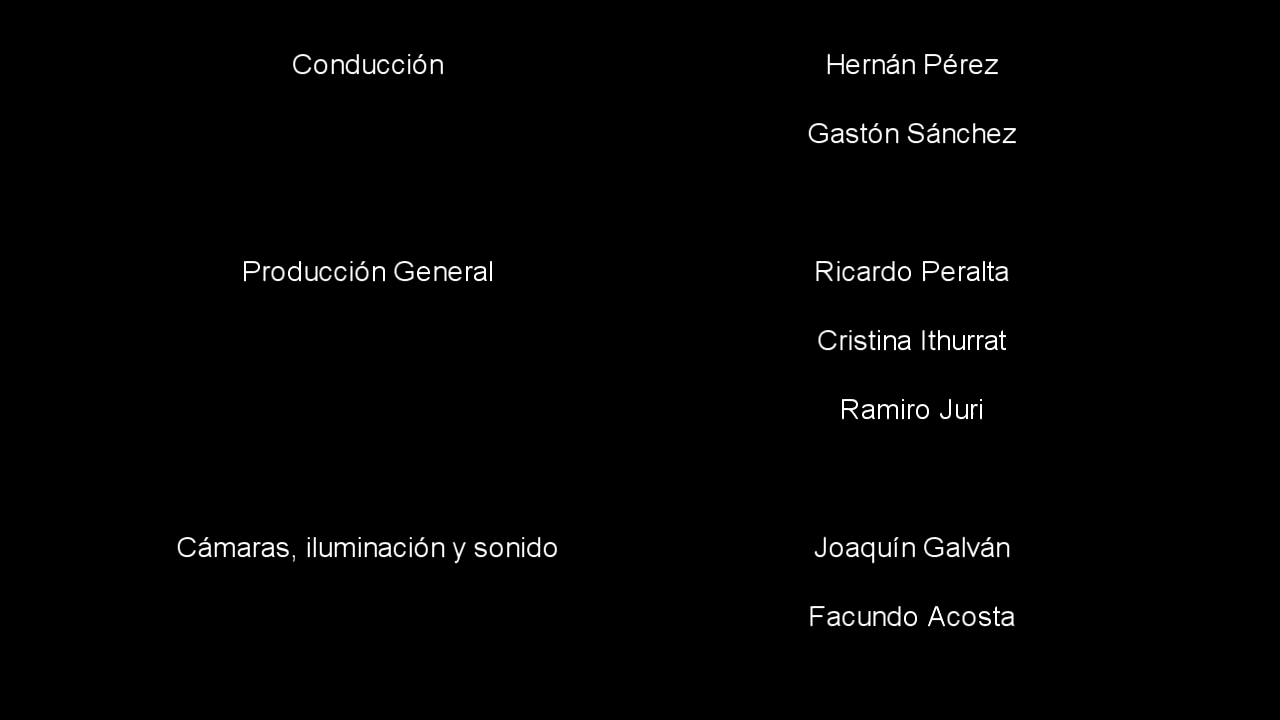 Conducción Hernán Pérez
Gastón Sánchez
Producción General Ricardo Peralta
Cristina Ithurrat
Ramiro Juri
Cámaras, iluminación y sonido Joaquín Galván
Facundo Acosta